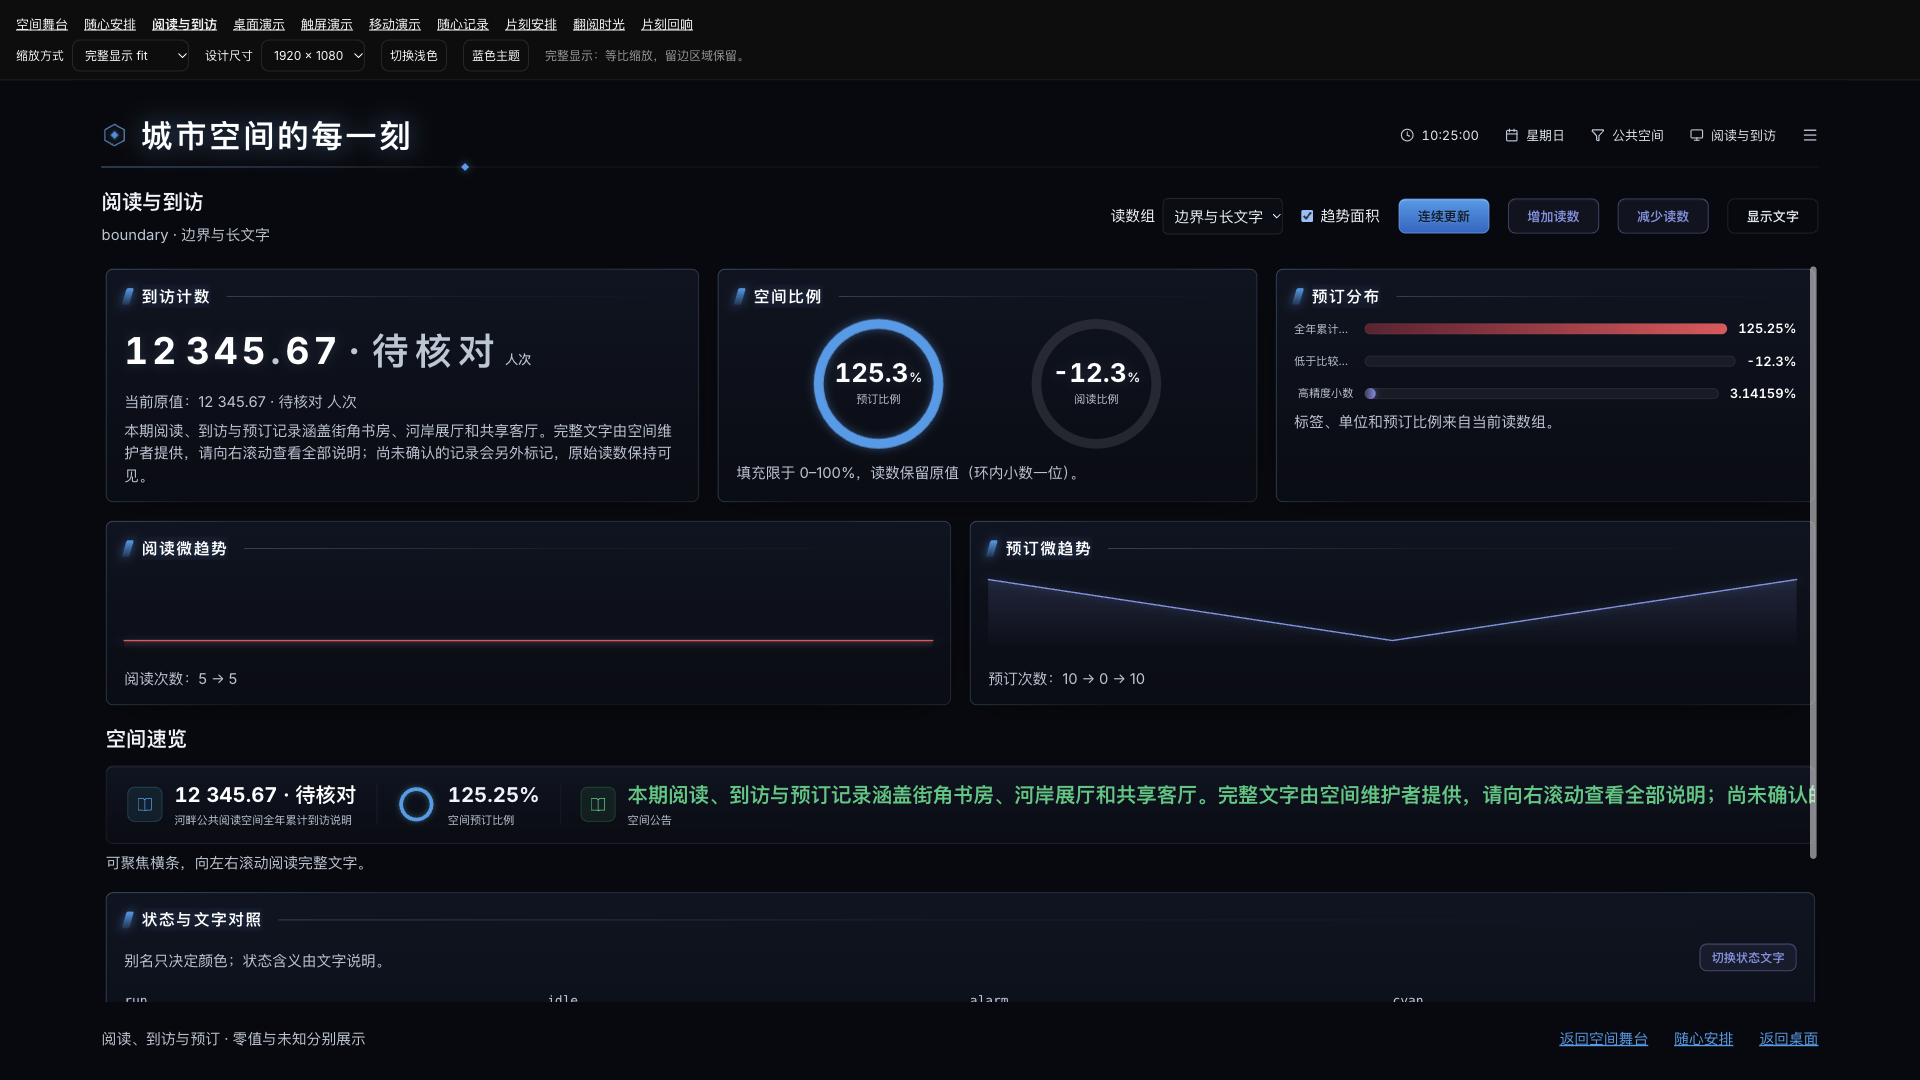 空间舞台 随心安排 阅读与到访 桌面演示 触屏演示 移动演示 随心记录 片刻安排 翻阅时光 片刻回响
缩放方式 完整显示 fit 设计尺寸 1920 × 1080 切换浅色 蓝色主题 完整显示：等比缩放，留边区域保留。
城市空间的每一刻
10:25:00 星期日 公共空间 阅读与到访
阅读与到访
boundary · 边界与长文字
读数组 边界与长文字 趋势面积 连续更新 增加读数 减少读数 显示文字
到访计数
12 345.67 · 待核对 人次
当前原值：12 345.67 · 待核对 人次
本期阅读、到访与预订记录涵盖街角书房、河岸展厅和共享客厅。完整文字由空间维
护者提供，请向右滚动查看全部说明；尚未确认的记录会另外标记，原始读数保持可
见。
空间比例
125.3%
预订比例
-12.3%
阅读比例
填充限于 0–100%，读数保留原值（环内小数一位）。
预订分布
全年累计... 125.25%
低于比较... -12.3%
高精度小数 3.14159%
标签、单位和预订比例来自当前读数组。
阅读微趋势
阅读次数：5 → 5
预订微趋势
预订次数：10 → 0 → 10
空间速览
12 345.67 · 待核对
河畔公共阅读空间全年累计到访说明
125.25%
空间预订比例
本期阅读、到访与预订记录涵盖街角书房、河岸展厅和共享客厅。完整文字由空间维护者提供，请向右滚动查看全部说明；尚未确认
空间公告
可聚焦横条，向左右滚动阅读完整文字。
状态与文字对照
别名只决定颜色；状态含义由文字说明。
切换状态文字
run idle alarm cyan
阅读、到访与预订 · 零值与未知分别展示
返回空间舞台 随心安排 返回桌面